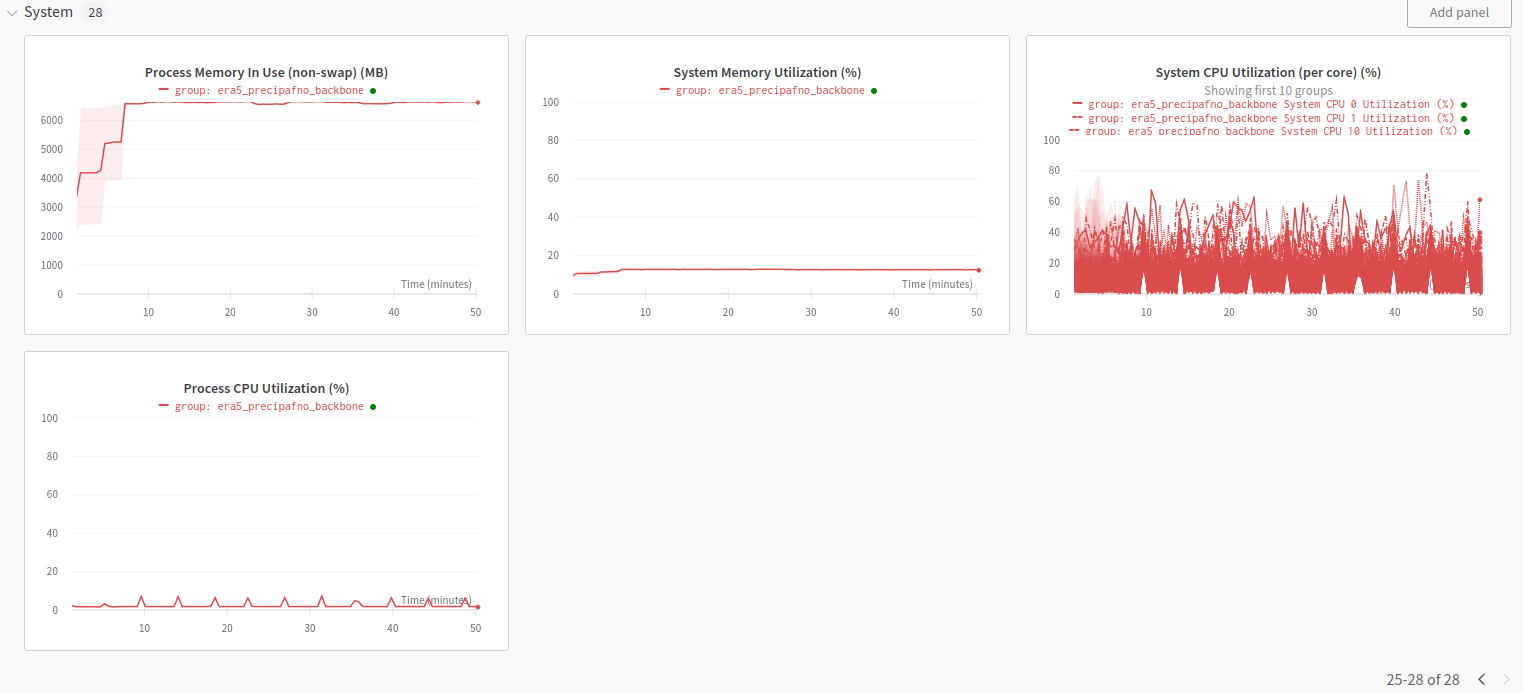 System 28
Add panel
Process Memory In Use (non-swap) (MB)
group: era5_precipafno_backbone
6000
5000
4000
3000
2000
1000
0
Time (minutes)
10 20 30 40 50
System Memory Utilization (%)
group: era5_precipafno_backbone
100
80
60
40
20
0
Time (minutes)
10 20 30 40 50
System CPU Utilization (per core) (%)
Showing first 10 groups
group: era5_precipafno_backbone System CPU 0 Utilization (%)
group: era5_precipafno_backbone System CPU 1 Utilization (%)
group: era5_precipafno_backbone System CPU 10 Utilization (%)
100
80
60
40
20
0
10 20 30 40 50
Process CPU Utilization (%)
group: era5_precipafno_backbone
100
80
60
40
20
0
Time (minutes)
10 20 30 40 50
25-28 of 28